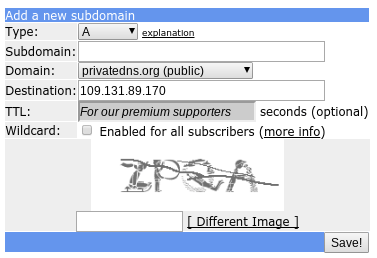 Add a new subdomain
Type: A explanation
Subdomain:
Domain: privatedns.org (public)
Destination: 109.131.89.170
TTL: For our premium supporters seconds (optional)
Wildcard: Enabled for all subscribers (more info)
[ Different Image ]
Save!